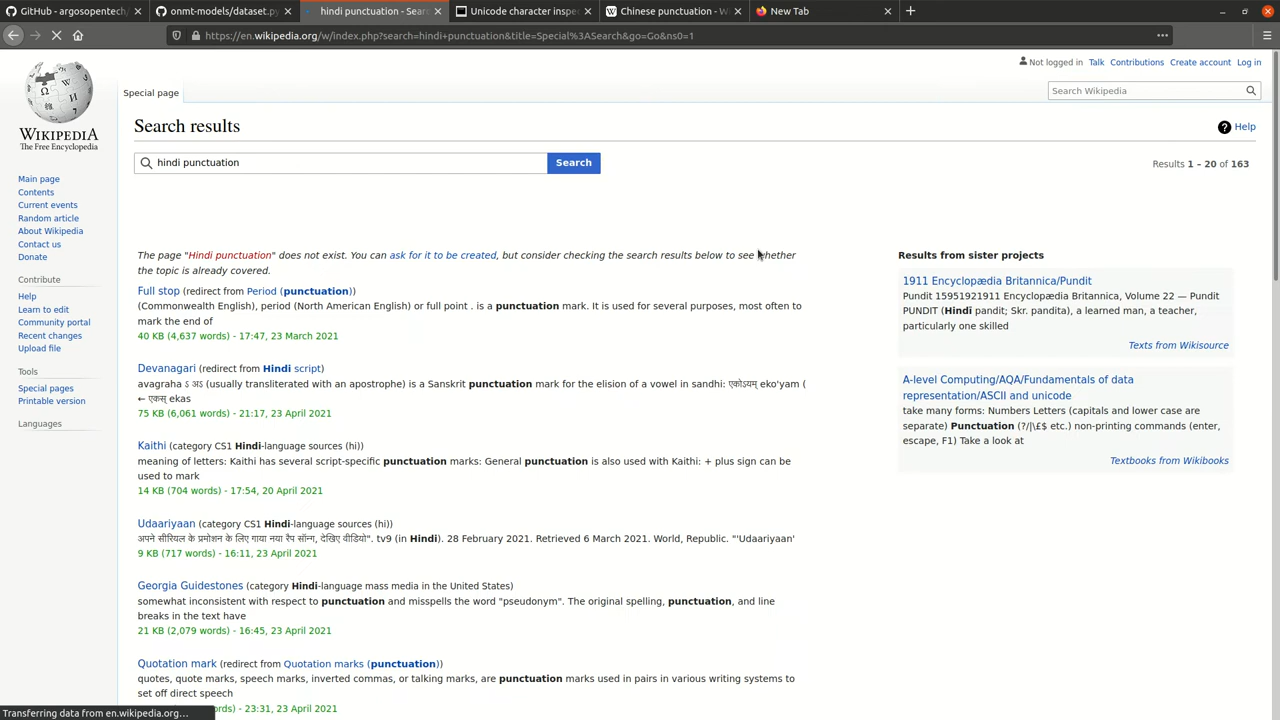 GitHub - argosopentech/
onmt-models/dataset.py
hindi punctuation - Sear
Unicode character inspe
Chinese punctuation - W
New Tab
https://en.wikipedia.org/w/index.php?search=hindi+punctuation&title=Special%3ASearch&go=Go&ns0=1
Not logged in Talk Contributions Create account Log in
Special page
Search Wikipedia
WIKIPEDIA
The Free Encyclopedia
Main page
Contents
Current events
Random article
About Wikipedia
Contact us
Donate
Contribute
Help
Learn to edit
Community portal
Recent changes
Upload file
Tools
Special pages
Printable version
Languages
Search results
Help
hindi punctuation
Search
Results 1 – 20 of 163
The page "Hindi punctuation" does not exist. You can ask for it to be created, but consider checking the search results below to see whether
the topic is already covered.
Full stop (redirect from Period (punctuation))
(Commonwealth English), period (North American English) or full point . is a punctuation mark. It is used for several purposes, most often to
mark the end of
40 KB (4,637 words) - 17:47, 23 March 2021
Devanagari (redirect from Hindi script)
avagraha ऽ अऽ (usually transliterated with an apostrophe) is a Sanskrit punctuation mark for the elision of a vowel in sandhi: एकोऽयम् eko'yam (
← एकस् ekas
75 KB (6,061 words) - 21:17, 23 April 2021
Kaithi (category CS1 Hindi-language sources (hi))
meaning of letters: Kaithi has several script-specific punctuation marks: General punctuation is also used with Kaithi: + plus sign can be
used to mark
14 KB (704 words) - 17:54, 20 April 2021
Udaariyaan (category CS1 Hindi-language sources (hi))
अपने सीरियल के प्रमोशन के लिए गाया नया रैप सॉन्ग, देखिए वीडियो". tv9 (in Hindi). 28 February 2021. Retrieved 6 March 2021. World, Republic. "'Udaariyaan'
9 KB (717 words) - 16:11, 23 April 2021
Georgia Guidestones (category Hindi-language mass media in the United States)
somewhat inconsistent with respect to punctuation and misspells the word "pseudonym". The original spelling, punctuation, and line
breaks in the text have
21 KB (2,079 words) - 16:45, 23 April 2021
Quotation mark (redirect from Quotation marks (punctuation))
quotes, quote marks, speech marks, inverted commas, or talking marks, are punctuation marks used in pairs in various writing systems to
set off direct speech
rds) - 23:31, 23 April 2021
Results from sister projects
1911 Encyclopædia Britannica/Pundit
Pundit 15951921911 Encyclopædia Britannica, Volume 22 — Pundit
PUNDIT (Hindi pandit; Skr. pandita), a learned man, a teacher,
particularly one skilled
Texts from Wikisource
A-level Computing/AQA/Fundamentals of data
representation/ASCII and unicode
take many forms: Numbers Letters (capitals and lower case are
separate) Punctuation (?/|\£$ etc.) non-printing commands (enter,
escape, F1) Take a look at
Textbooks from Wikibooks
Transferring data from en.wikipedia.org…